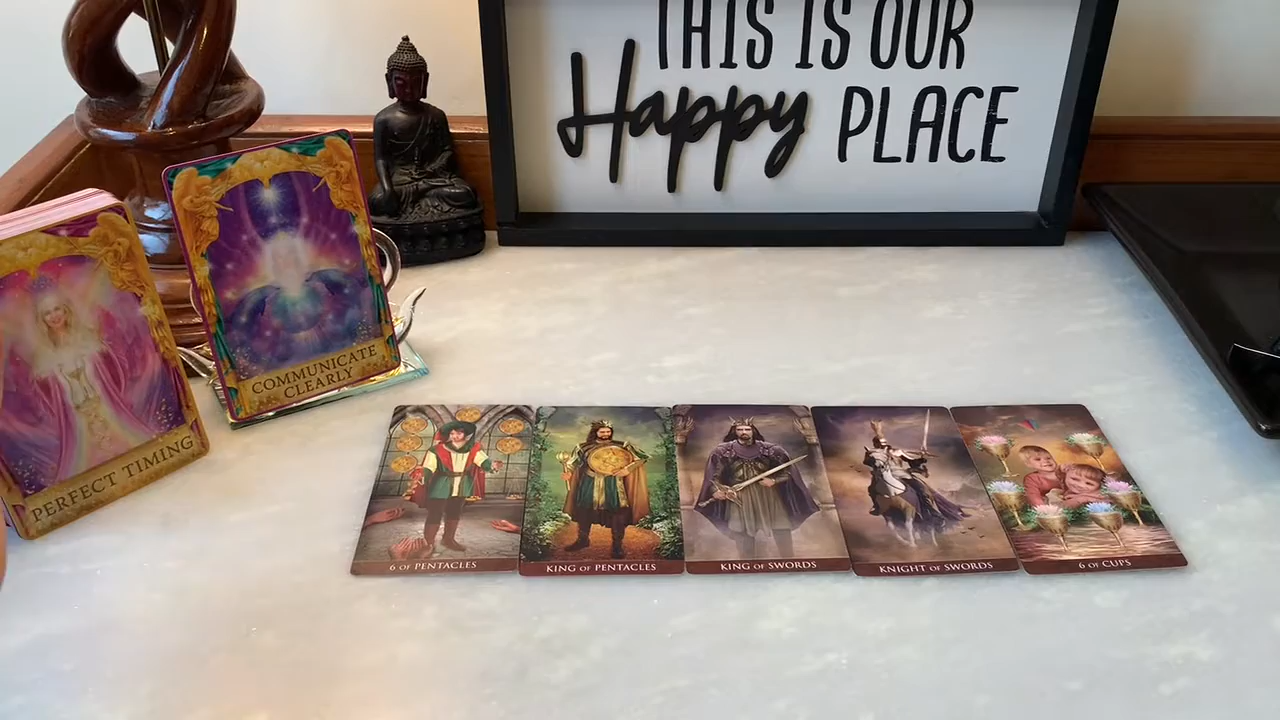 THIS IS OUR
Happy PLACE
COMMUNICATE
CLEARLY
PERFECT TIMING
6 OF PENTACLES
KING OF PENTACLES
KING OF SWORDS
KNIGHT OF SWORDS
6 OF CUPS